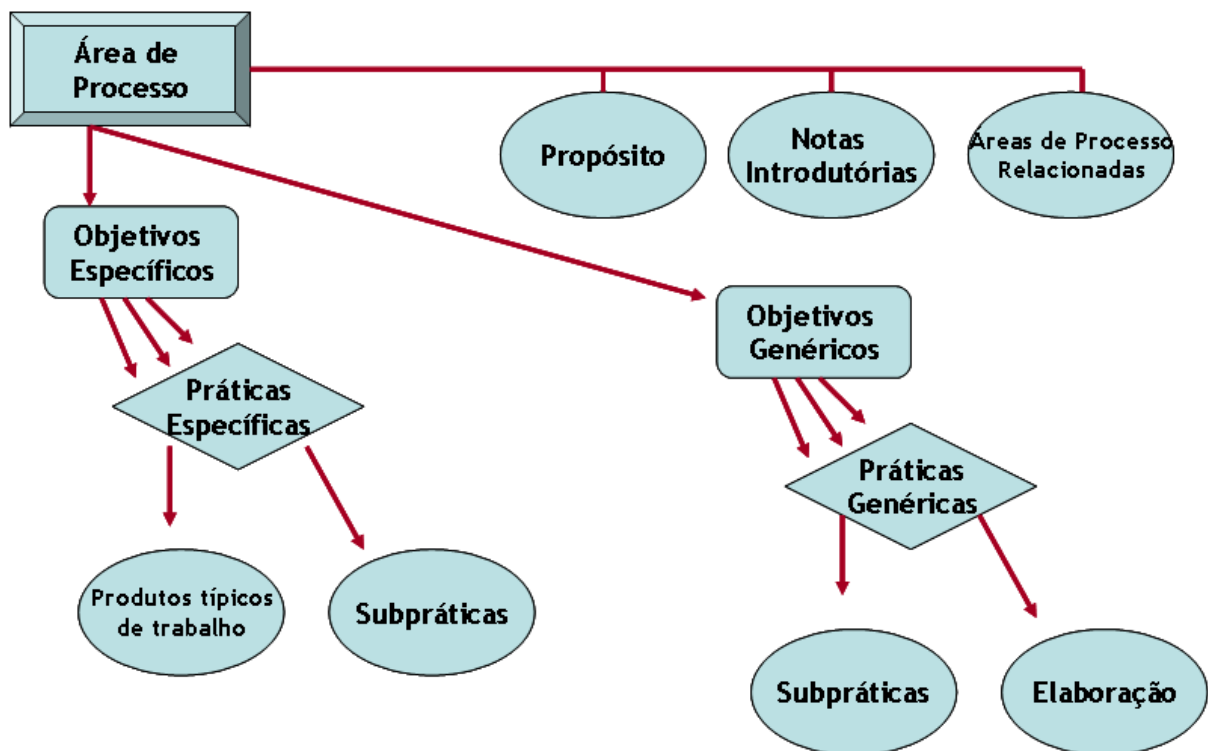 Área de
Processo
Propósito
Notas
Introdutórias
Áreas de Processo
Relacionadas
Objetivos
Específicos
Objetivos
Genéricos
Práticas
Específicas
Práticas
Genéricas
Produtos típicos
de trabalho
Subpráticas
Subpráticas
Elaboração